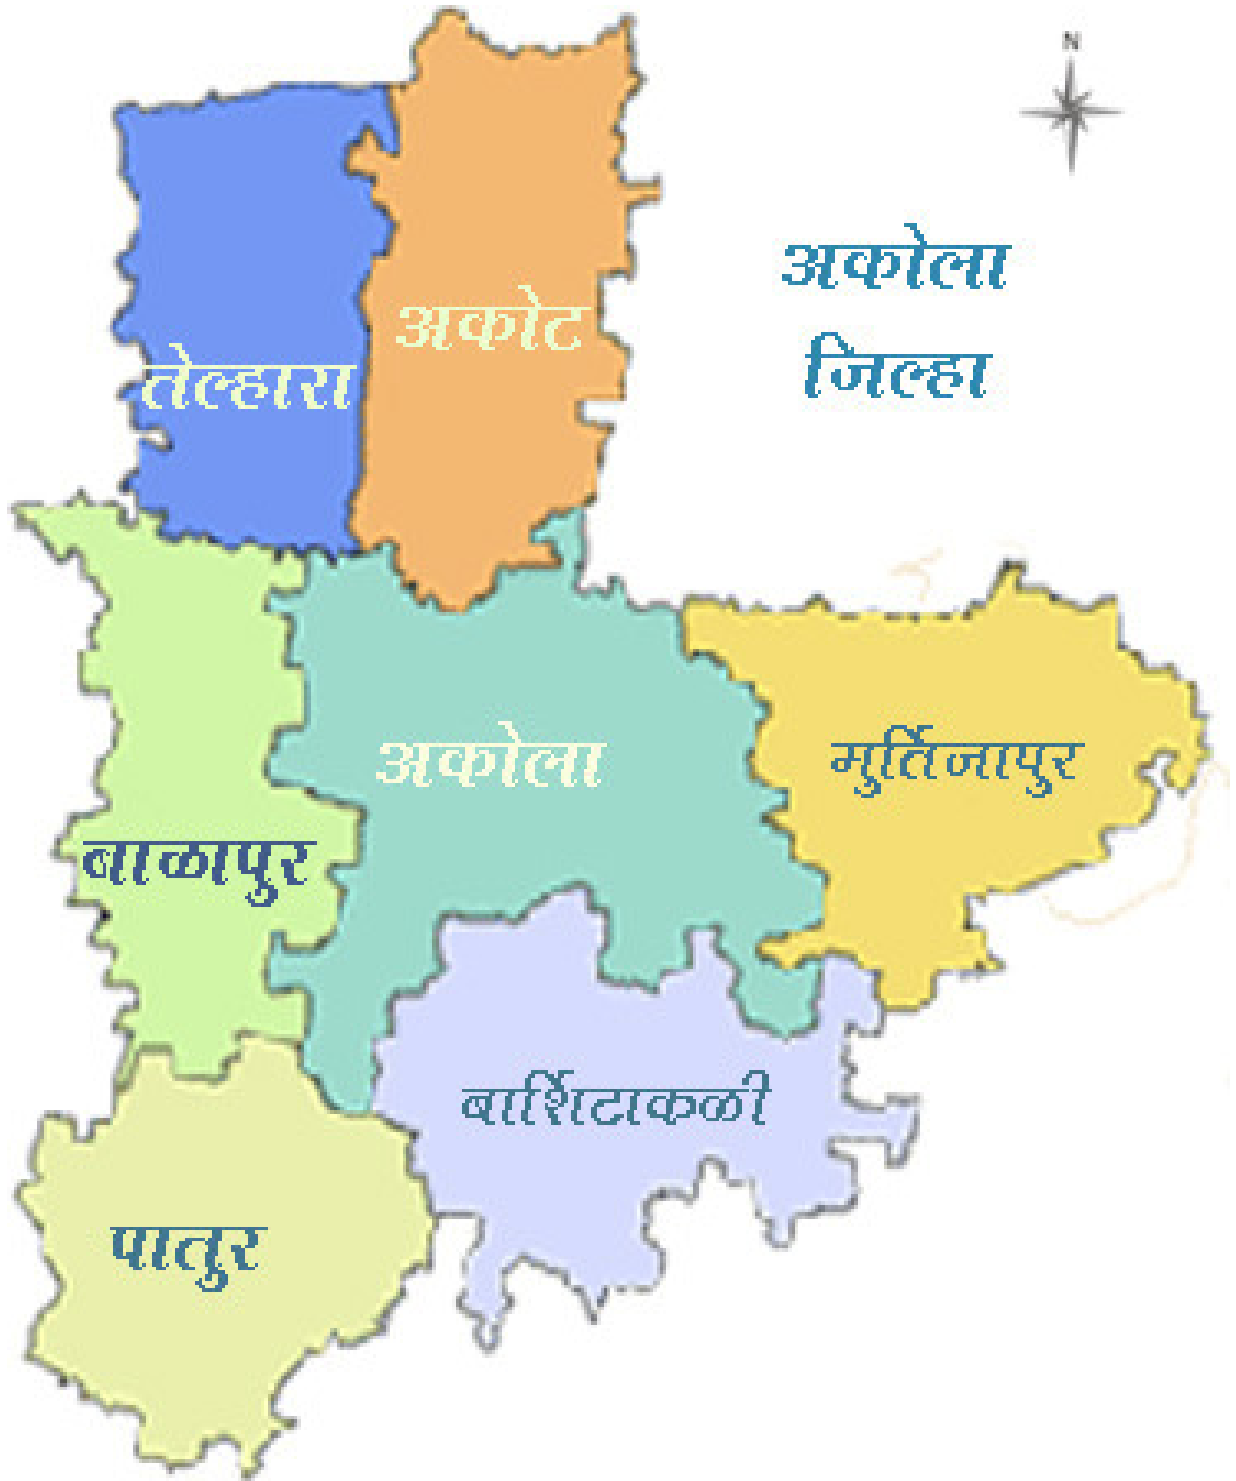 N
अकोला
जिल्हा
अकोट
तेल्हारा
अकोला
मुर्तिजापुर
बाळापुर
बार्शिटाकळी
पातुर